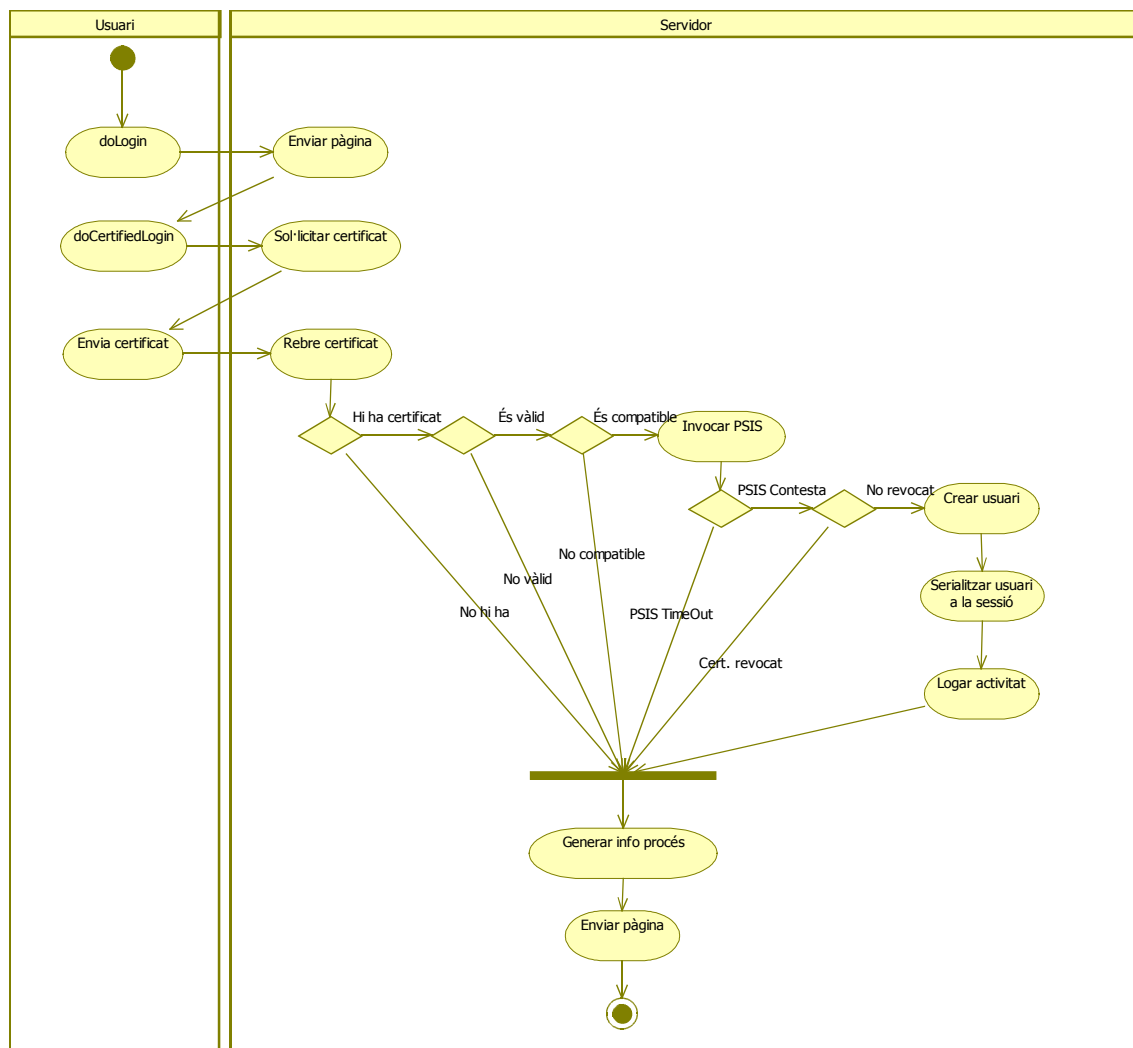 Usuari
Servidor
doLogin
Enviar pàgina
doCertifiedLogin
Sol·licitar certificat
Envia certificat
Rebre certificat
Hi ha certificat
És vàlid
És compatible
Invocar PSIS
PSIS Contesta
No revocat
Crear usuari
No compatible
No vàlid
Serialitzar usuari
a la sessió
No hi ha
PSIS TimeOut
Cert. revocat
Logar activitat
Generar info procés
Enviar pàgina